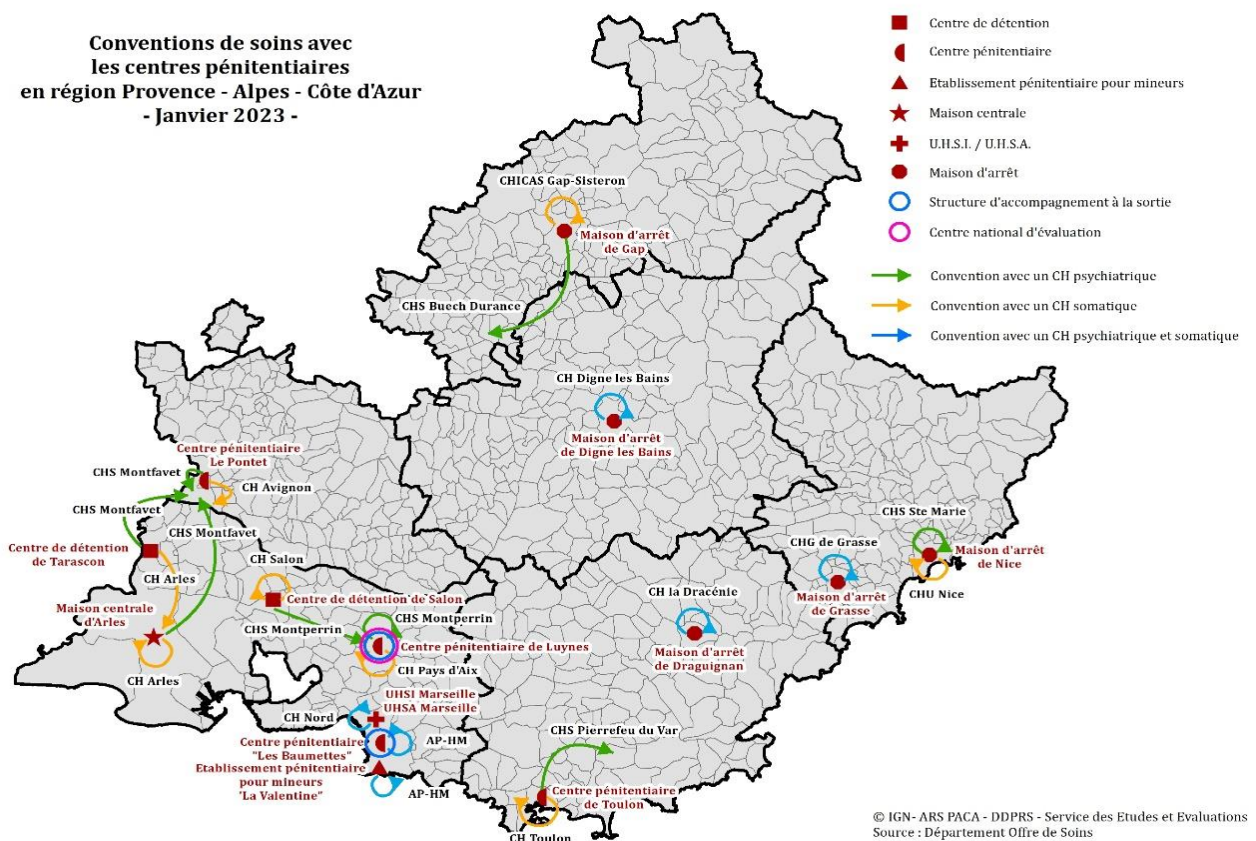 Conventions de soins avec
les centres pénitentiaires
en région Provence - Alpes - Côte d'Azur
- Janvier 2023 -
Centre de détention
Centre pénitentiaire
Etablissement pénitentiaire pour mineurs
Maison centrale
U.H.S.I. / U.H.S.A.
Maison d'arrêt
Structure d'accompagnement à la sortie
Centre national d'évaluation
Convention avec un CH psychiatrique
Convention avec un CH somatique
Convention avec un CH psychiatrique et somatique
CHICAS Gap-Sisteron
Maison d'arrêt
de Gap
CHS Buech Durance
CH Digne les Bains
Maison d'arrêt
de Digne les Bains
Centre pénitentiaire
Le Pontet
CHS Montfavet
CH Avignon
CHS Montfavet
CHS Montfavet
Centre de détention
de Tarascon
CH Arles
Maison centrale
d'Arles
CH Arles
CH Salon
Centre de détention de Salon
CHS Montperrin
CHS Montperrin
Centre pénitentiaire de Luynes
CH Pays d'Aix
UHSI Marseille
UHSA Marseille
CH Nord
Centre pénitentiaire
"Les Baumettes"
AP-HM
Etablissement pénitentiaire
pour mineurs
'La Valentine"
AP-HM
CHS Pierrefeu du Var
Centre pénitentiaire
de Toulon
CH Toulon
CH la Dracénie
Maison d'arrêt
de Draguignan
CHG de Grasse
Maison d'arrêt
de Grasse
CHS Ste Marie
Maison d'arrêt
de Nice
CHU Nice
© IGN- ARS PACA - DDPRS - Service des Etudes et Evaluations
Source : Département Offre de Soins